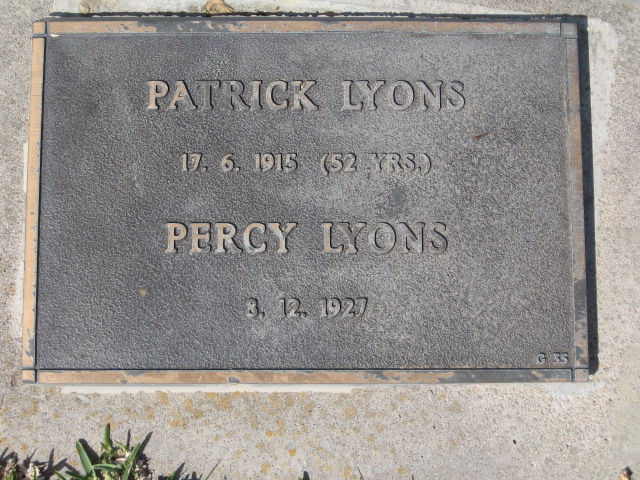 PATRICK LYONS
17. 6. 1915 (52 YRS.)
PERCY LYONS
3. 12. 1927
G 35